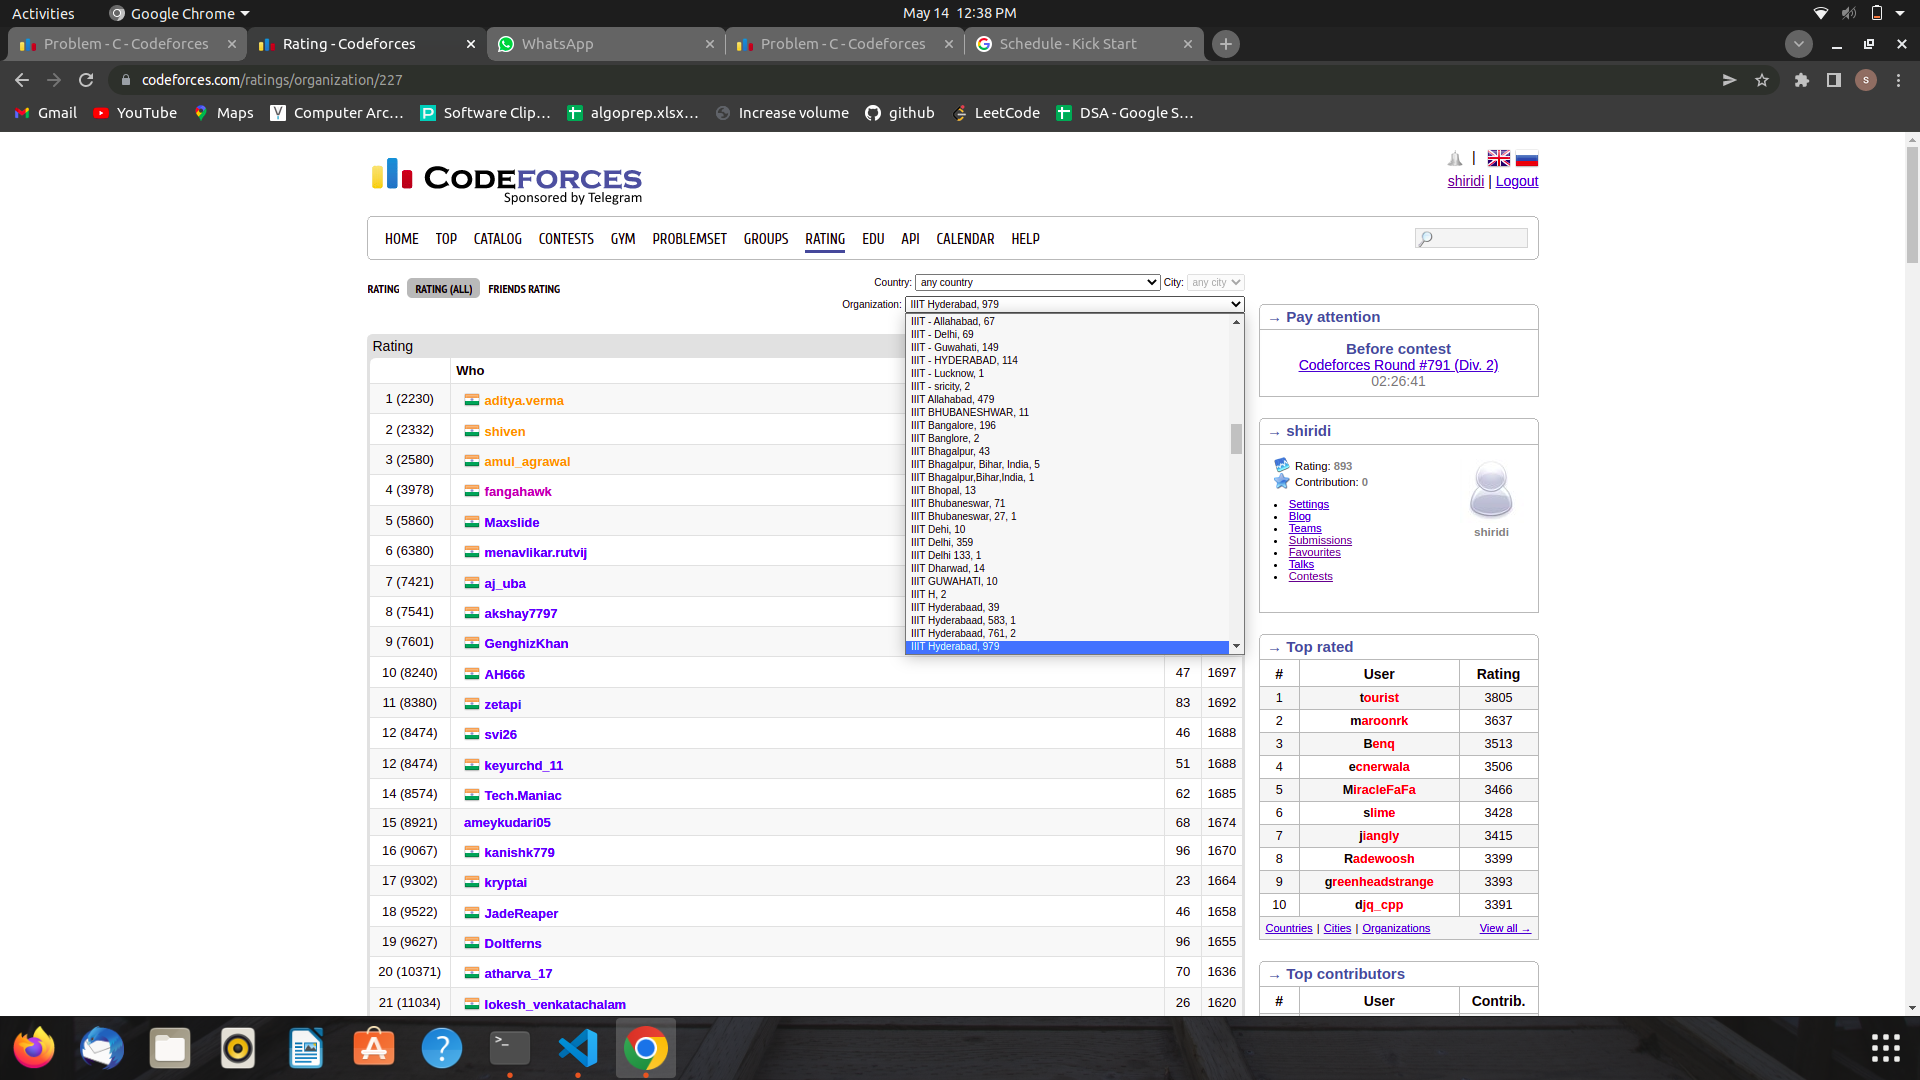 Activities Google Chrome May 14 12:38 PM
Problem - C - Codeforces Rating - Codeforces WhatsApp Problem - C - Codeforces Schedule - Kick Start
codeforces.com/ratings/organization/227 s
Gmail YouTube Maps Computer Arc… Software Clip… algoprep.xlsx… Increase volume github LeetCode DSA - Google S…
CODEFORCES
Sponsored by Telegram
|
shiridi | Logout
HOME TOP CATALOG CONTESTS GYM PROBLEMSET GROUPS RATING EDU API CALENDAR HELP
RATING RATING (ALL) FRIENDS RATING
Country: any country City: any city
Organization: IIIT Hyderabad, 979
IIIT - Allahabad, 67
IIIT - Delhi, 69
IIIT - Guwahati, 149
IIIT - HYDERABAD, 114
IIIT - Lucknow, 1
IIIT - sricity, 2
IIIT Allahabad, 479
IIIT BHUBANESHWAR, 11
IIIT Bangalore, 196
IIIT Banglore, 2
IIIT Bhagalpur, 43
IIIT Bhagalpur, Bihar, India, 5
IIIT Bhagalpur,Bihar,India, 1
IIIT Bhopal, 13
IIIT Bhubaneswar, 71
IIIT Bhubaneswar, 27, 1
IIIT Dehi, 10
IIIT Delhi, 359
IIIT Delhi 133, 1
IIIT Dharwad, 14
IIIT GUWAHATI, 10
IIIT H, 2
IIIT Hyderabaad, 39
IIIT Hyderabaad, 583, 1
IIIT Hyderabaad, 761, 2
IIIT Hyderabad, 979
Rating
Who
1 (2230) aditya.verma
2 (2332) shiven
3 (2580) amul_agrawal
4 (3978) fangahawk
5 (5860) Maxslide
6 (6380) menavlikar.rutvij
7 (7421) aj_uba
8 (7541) akshay7797
9 (7601) GenghizKhan
10 (8240) AH666 47 1697
11 (8380) zetapi 83 1692
12 (8474) svi26 46 1688
12 (8474) keyurchd_11 51 1688
14 (8574) Tech.Maniac 62 1685
15 (8921) ameykudari05 68 1674
16 (9067) kanishk779 96 1670
17 (9302) kryptai 23 1664
18 (9522) JadeReaper 46 1658
19 (9627) Doltferns 96 1655
20 (10371) atharva_17 70 1636
21 (11034) lokesh_venkatachalam 26 1620
→ Pay attention
Before contest
Codeforces Round #791 (Div. 2)
02:26:41
→ shiridi
Rating: 893
Contribution: 0
Settings
Blog
Teams
Submissions
Favourites
Talks
Contests
shiridi
→ Top rated
# User Rating
1 tourist 3805
2 maroonrk 3637
3 Benq 3513
4 ecnerwala 3506
5 MiracleFaFa 3466
6 slime 3428
7 jiangly 3415
8 Radewoosh 3399
9 greenheadstrange 3393
10 djq_cpp 3391
Countries | Cities | Organizations View all →
→ Top contributors
# User Contrib.